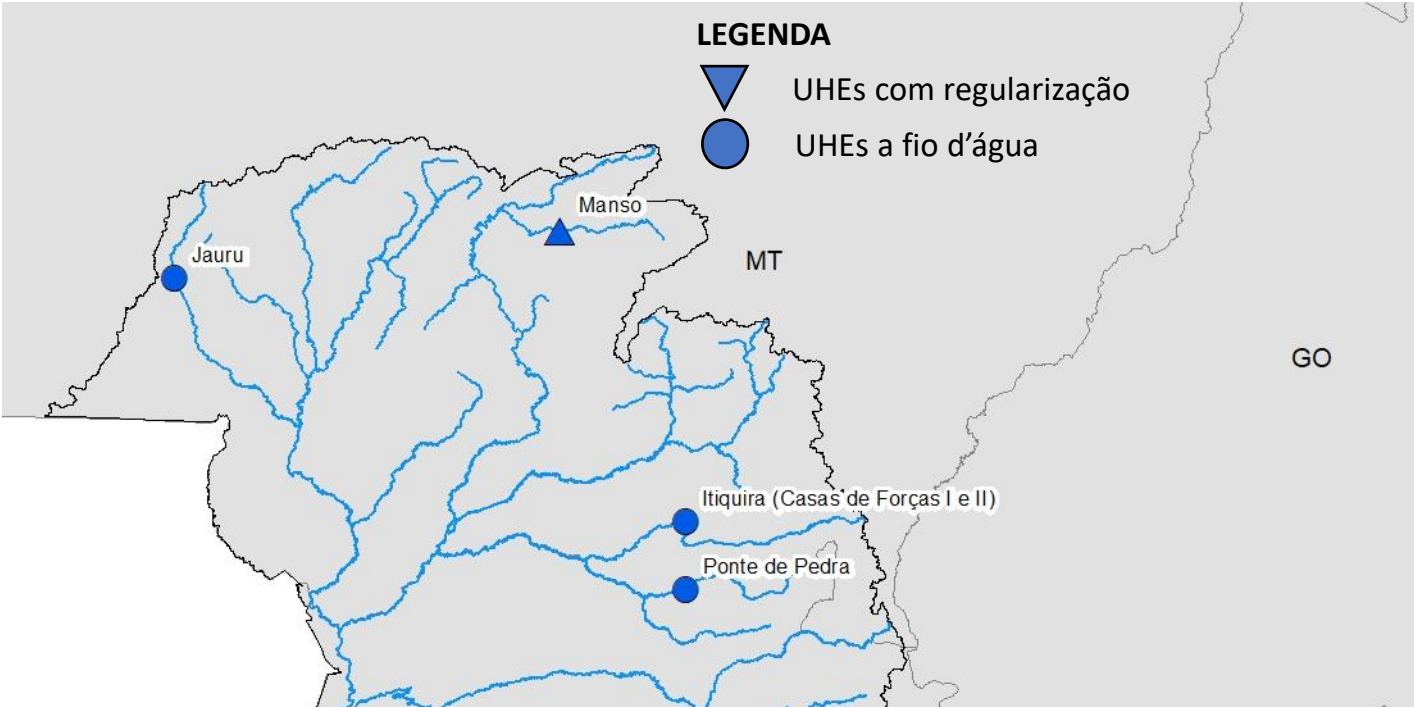 LEGENDA
UHEs com regularização
UHEs a fio d’água
Manso
Jauru
MT
GO
Itiquira (Casas de Forças I e II)
Ponte de Pedra